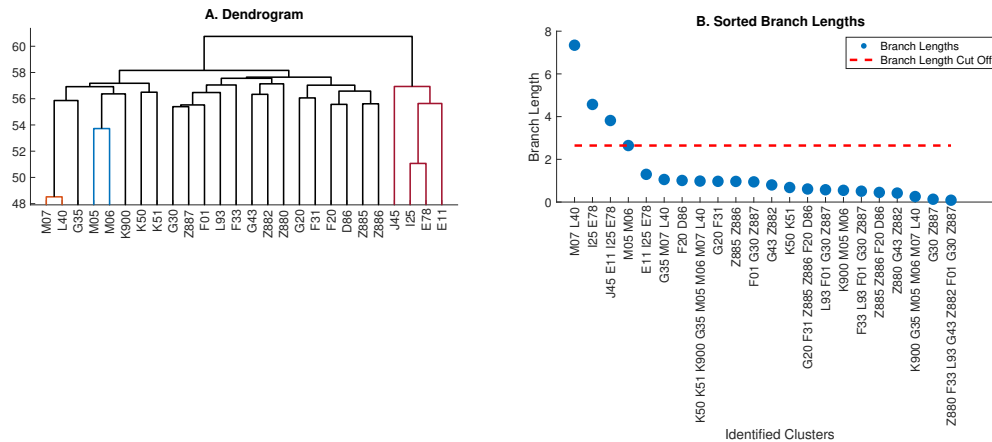 A. Dendrogram
60
58
56
54
52
50
48
M07
L40
G35
M05
M06
K900
K50
K51
G30
Z887
F01
L93
F33
G43
Z882
Z880
G20
F31
F20
D86
Z885
Z886
J45
I25
E78
E11
B. Sorted Branch Lengths
8
6
4
2
0
Branch Length
Branch Lengths
Branch Length Cut Off
M07 L40
I25 E78
J45 E11 I25 E78
M05 M06
E11 I25 E78
G35 M07 L40
F20 D86
K50 K51 K900 G35 M05 M06 M07 L40
G20 F31
Z885 Z886
F01 G30 Z887
G43 Z882
K50 K51
G20 F31 Z885 Z886 F20 D86
L93 F01 G30 Z887
K900 M05 M06
F33 L93 F01 G30 Z887
Z885 Z886 F20 D86
Z880 G43 Z882
K900 G35 M05 M06 M07 L40
G30 Z887
Z880 F33 L93 G43 Z882 F01 G30 Z887
Identified Clusters